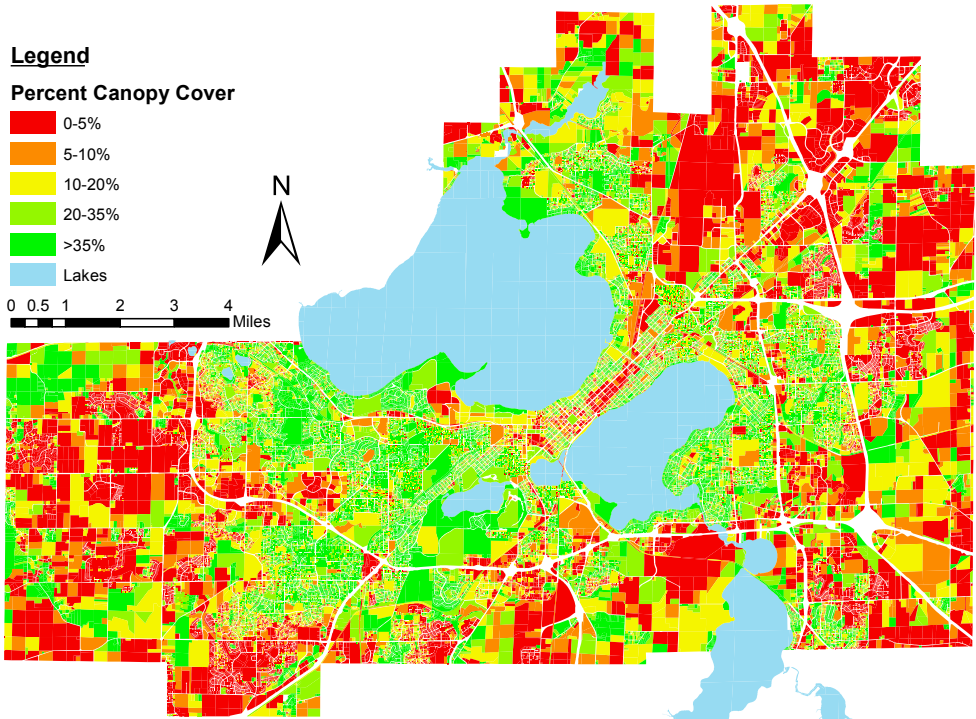 Legend
Percent Canopy Cover
0-5%
5-10%
10-20%
20-35%
>35%
Lakes
N
0 0.5 1 2 3 4
Miles